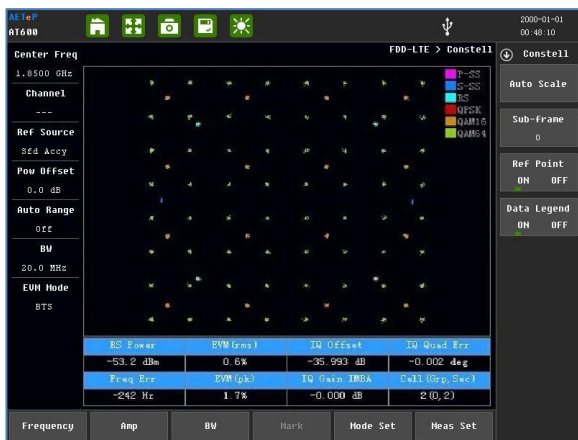 AETeP
AT600
2000-01-01
00:48:10
Center Freq
1.8500 GHz
Channel
---
Ref Source
Sfd Accy
Pow Offset
0.0 dB
Auto Range
Off
BW
20.0 MHz
EVM Mode
BTS
FDD-LTE > Constell
P-SS
S-SS
RS
QPSK
QAM16
QAM64
RS Power EVM(rms) IQ Offset IQ Quad Err
-53.2 dBm 0.6% -35.993 dB -0.002 deg
Freq Err EVM(pk) IQ Gain IMBA Cell(Grp,Sec)
-242 Hz 1.7% -0.000 dB 2(0,2)
Constell
Auto Scale
Sub-frame
0
Ref Point
ON OFF
Data Legend
ON OFF
Frequency Amp BW Mark Mode Set Meas Set